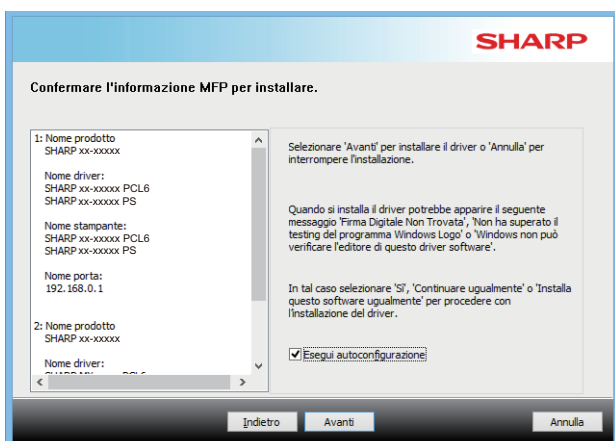 SHARP
Confermare l'informazione MFP per installare.
1: Nome prodotto
SHARP xx-xxxxx
Nome driver:
SHARP xx-xxxxx PCL6
SHARP xx-xxxxx PS
Nome stampante:
SHARP xx-xxxxx PCL6
SHARP xx-xxxxx PS
Nome porta:
192.168.0.1
2: Nome prodotto
SHARP xx-xxxxx
Nome driver:
Selezionare 'Avanti' per installare il driver o 'Annulla' per
interrompere l'installazione.
Quando si installa il driver potrebbe apparire il seguente
messaggio 'Firma Digitale Non Trovata', 'Non ha superato il
testing del programma Windows Logo' o 'Windows non può
verificare l'editore di questo driver software'.
In tal caso selezionare 'Sì', 'Continuare ugualmente' o 'Installa
questo software ugualmente' per procedere con
l'installazione del driver.
Esegui autoconfigurazione
Indietro
Avanti
Annulla